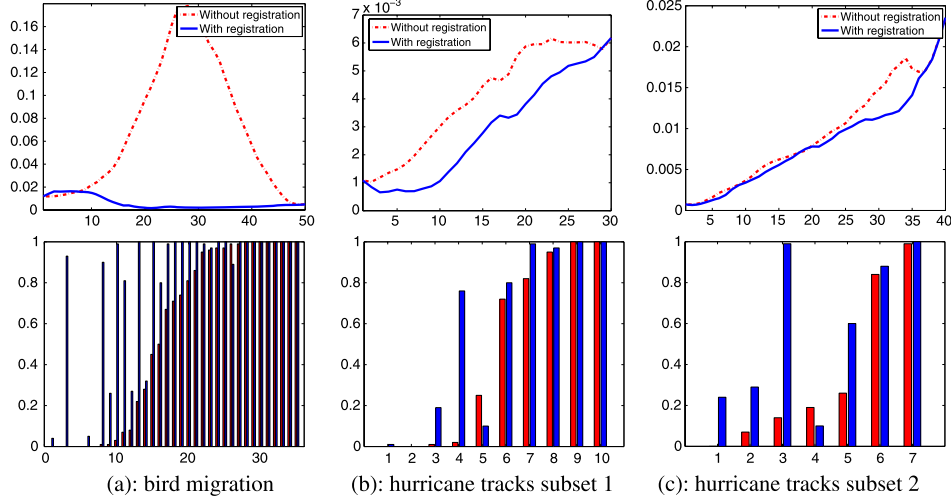 7 x 10⁻³
Without registration
With registration
Without registration
With registration
Without registration
With registration
0.16
0.12
0.08
0.04
0.02
0
10 20 30 40 50
7
6
5
4
3
2
1
0
5 10 15 20 25 30
0.025
0.02
0.015
0.01
0.005
0
5 10 15 20 25 30 35 40
1
0.8
0.6
0.4
0.2
0
0 10 20 30
1
0.8
0.6
0.4
0.2
0
1 2 3 4 5 6 7 8 9 10
1
0.8
0.6
0.4
0.2
0
1 2 3 4 5 6 7
(a): bird migration
(b): hurricane tracks subset 1
(c): hurricane tracks subset 2